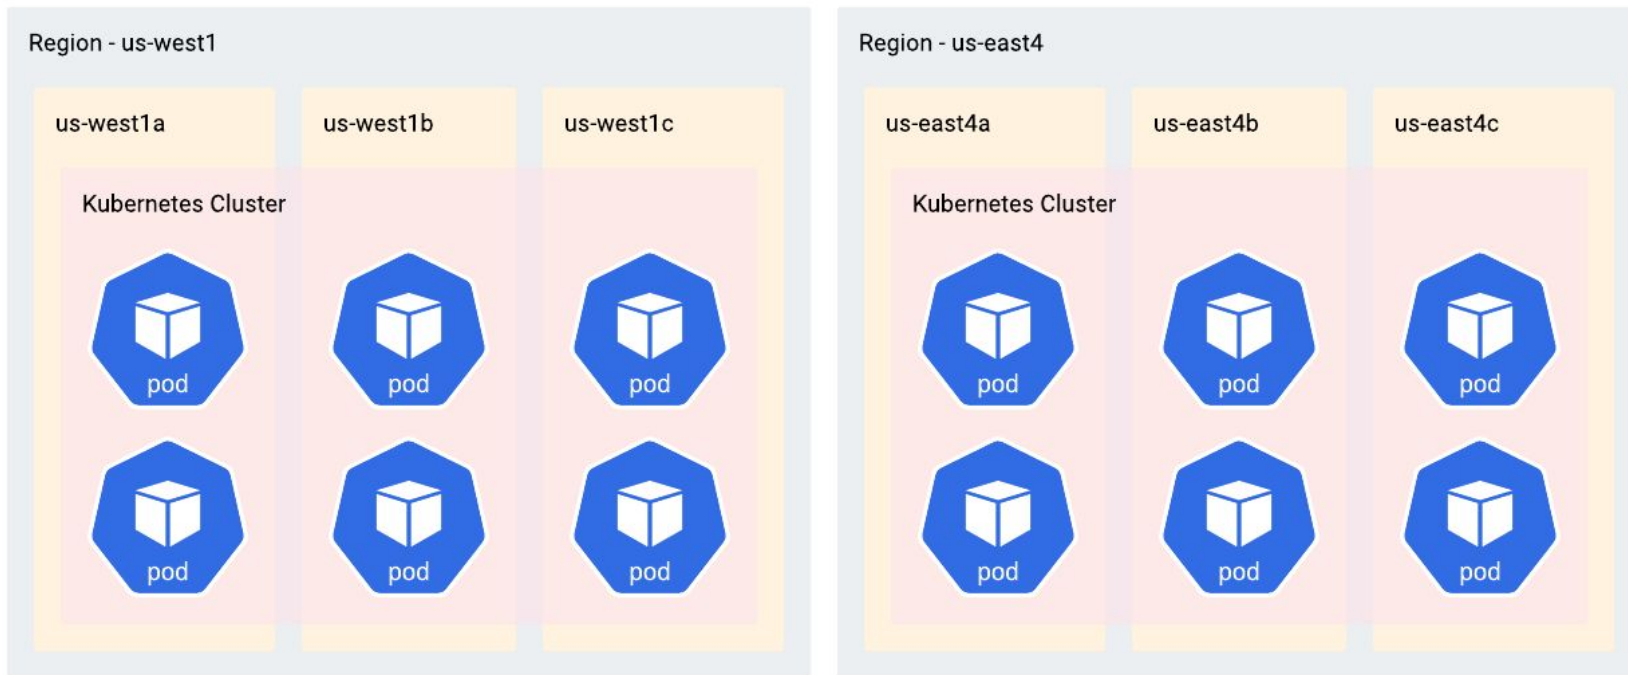 Region - us-west1
us-west1a
us-west1b
us-west1c
Kubernetes Cluster
pod
pod
pod
pod
pod
pod
Region - us-east4
us-east4a
us-east4b
us-east4c
Kubernetes Cluster
pod
pod
pod
pod
pod
pod